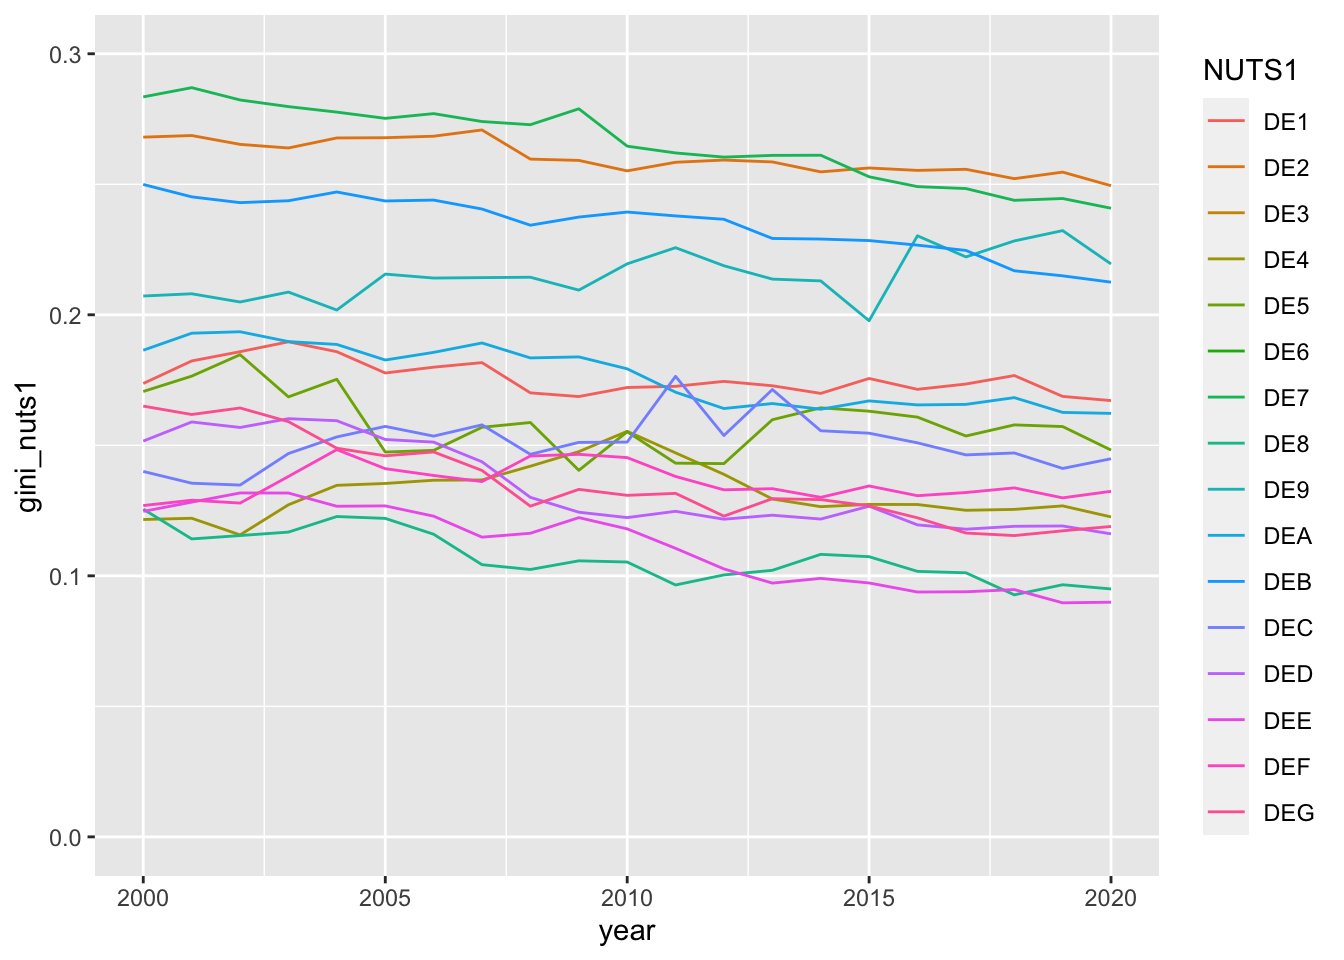 0.3
0.2
0.1
0.0
gini_nuts1
2000
2005
2010
2015
2020
year
NUTS1
DE1
DE2
DE3
DE4
DE5
DE6
DE7
DE8
DE9
DEA
DEB
DEC
DED
DEE
DEF
DEG